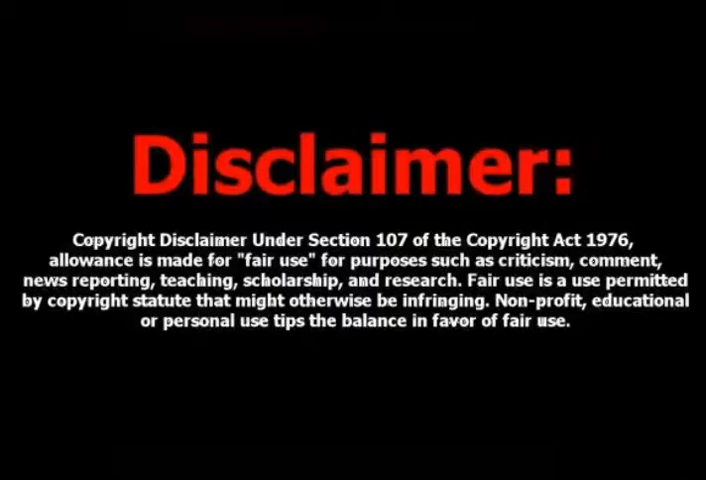 Disclaimer:
Copyright Disclaimer Under Section 107 of the Copyright Act 1976,
allowance is made for "fair use" for purposes such as criticism, comment,
news reporting, teaching, scholarship, and research. Fair use is a use permitted
by copyright statute that might otherwise be infringing. Non-profit, educational
or personal use tips the balance in favor of fair use.